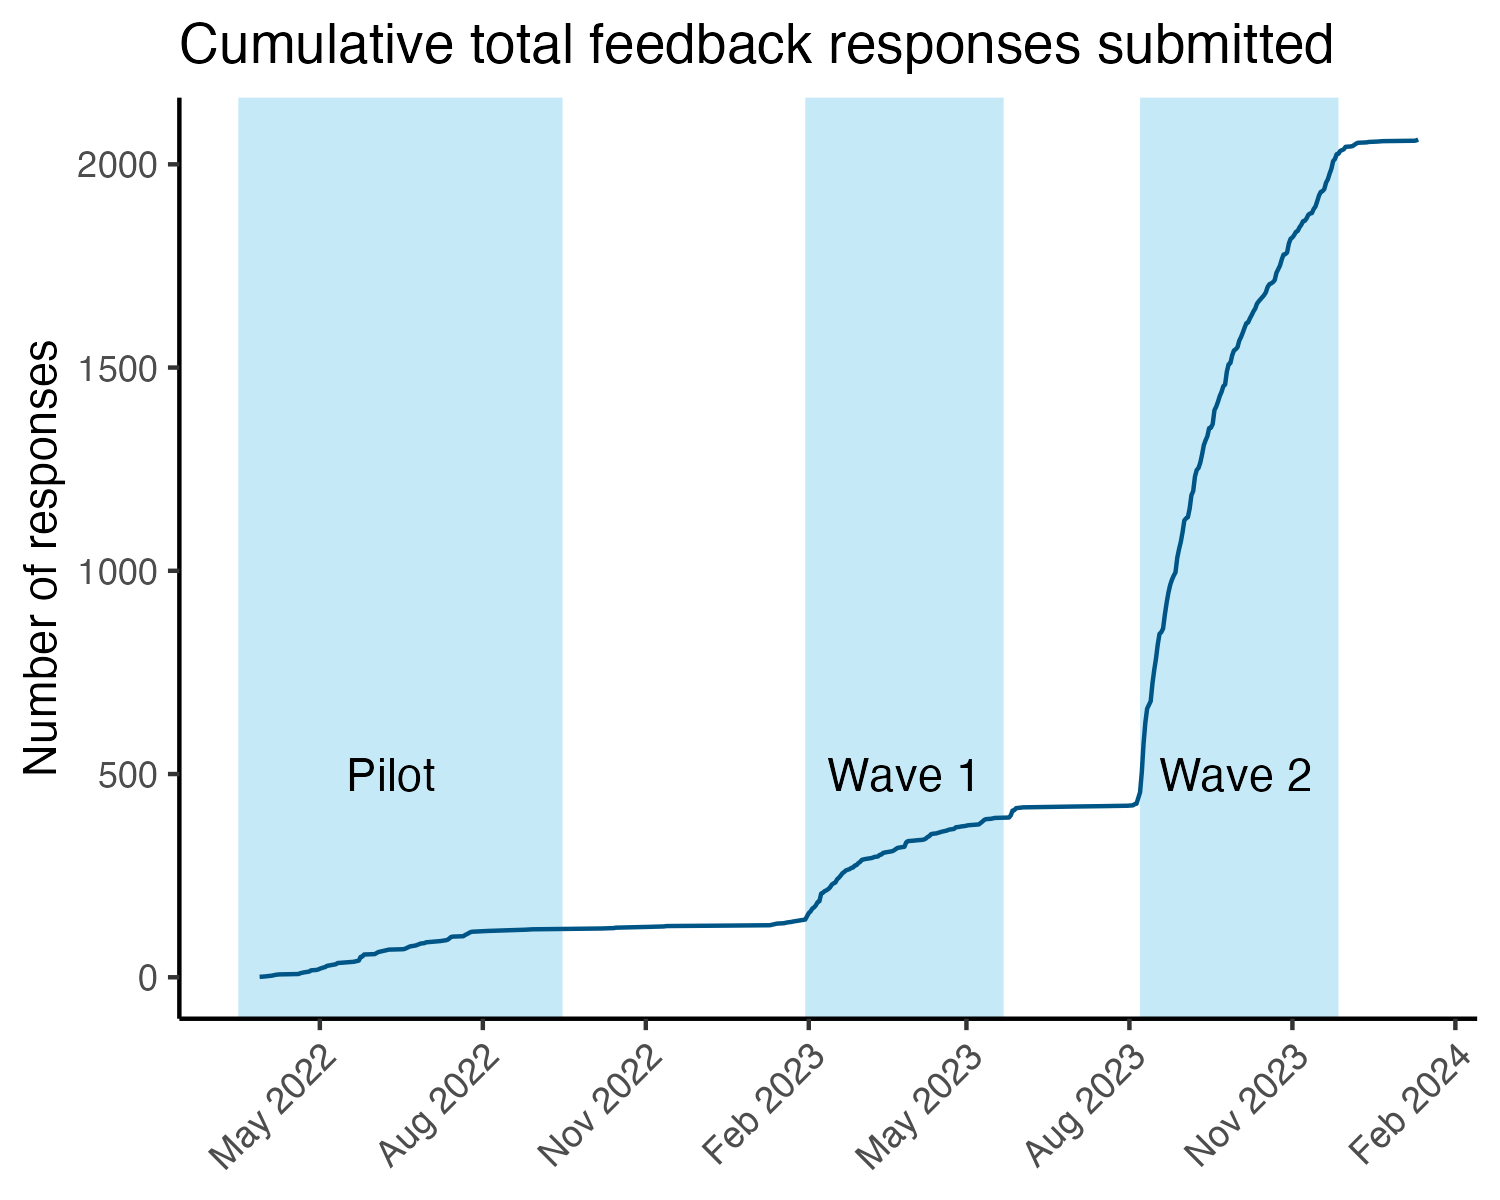 Cumulative total feedback responses submitted
Number of responses
2000
1500
1000
500
0
Pilot
Wave 1
Wave 2
May 2022
Aug 2022
Nov 2022
Feb 2023
May 2023
Aug 2023
Nov 2023
Feb 2024